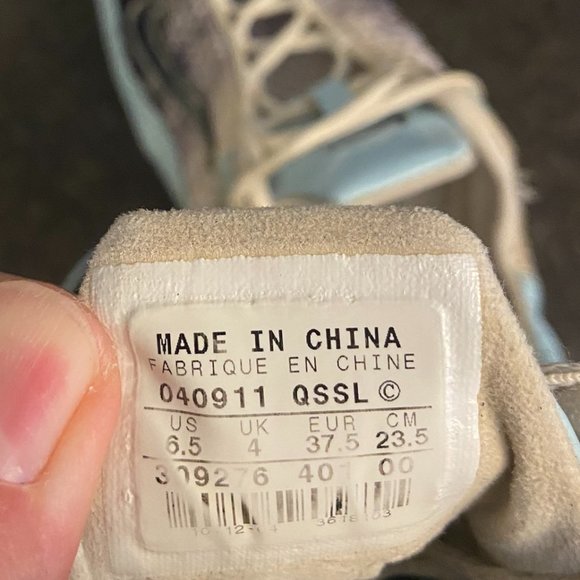 MADE IN CHINA
FABRIQUE EN CHINE
040911 QSSL ©
US UK EUR CM
6.5 4 37.5 23.5
309276 00